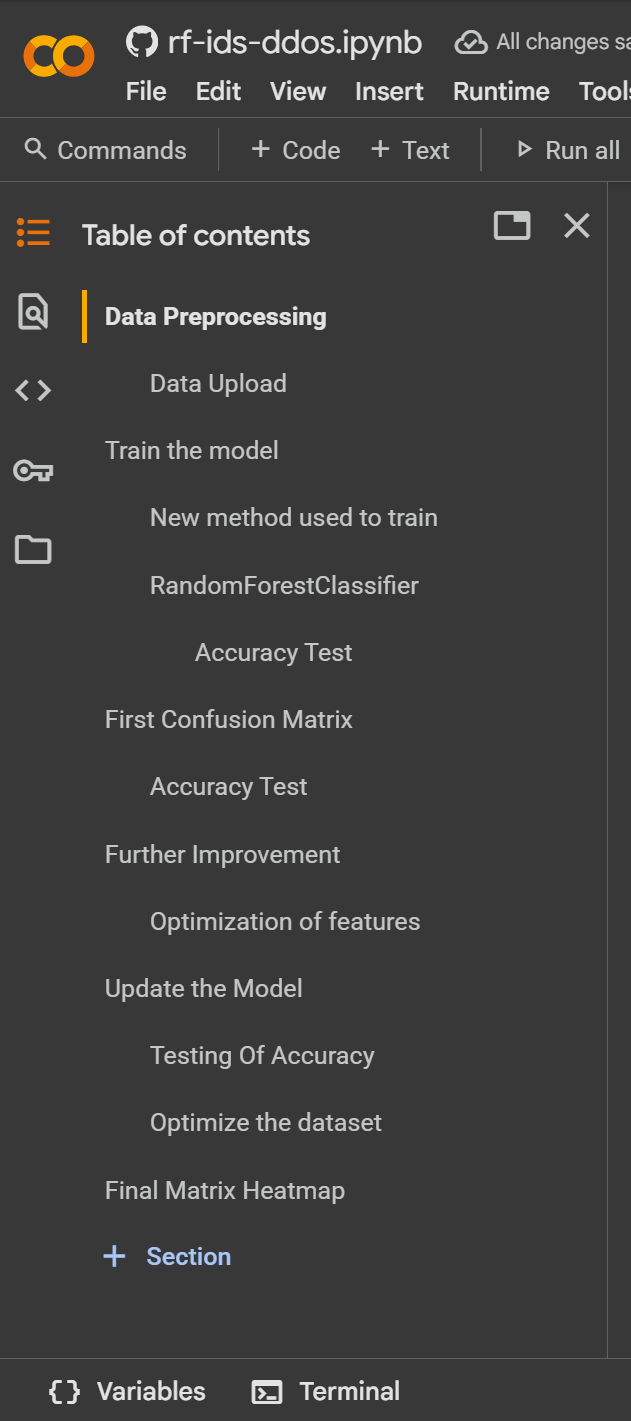 rf-ids-ddos.ipynb All changes
File Edit View Insert Runtime Tools
Commands + Code + Text Run all
Table of contents
Data Preprocessing
Data Upload
Train the model
New method used to train
RandomForestClassifier
Accuracy Test
First Confusion Matrix
Accuracy Test
Further Improvement
Optimization of features
Update the Model
Testing Of Accuracy
Optimize the dataset
Final Matrix Heatmap
+ Section
Variables Terminal